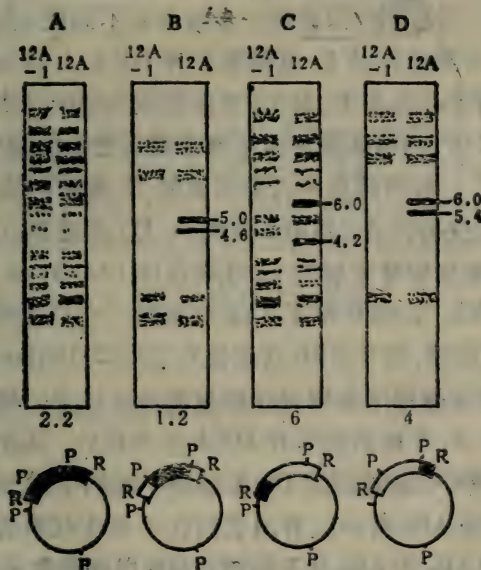 A B C D
12A 12A 12A 12A
-1 12A -1 12A -1 12A -1 12A
6.0 6.0
5.0 5.4
4.6 4.2
2.2 1.2 6 4
P P P
P R P R R P R
R R R R
P P P P
P P P P